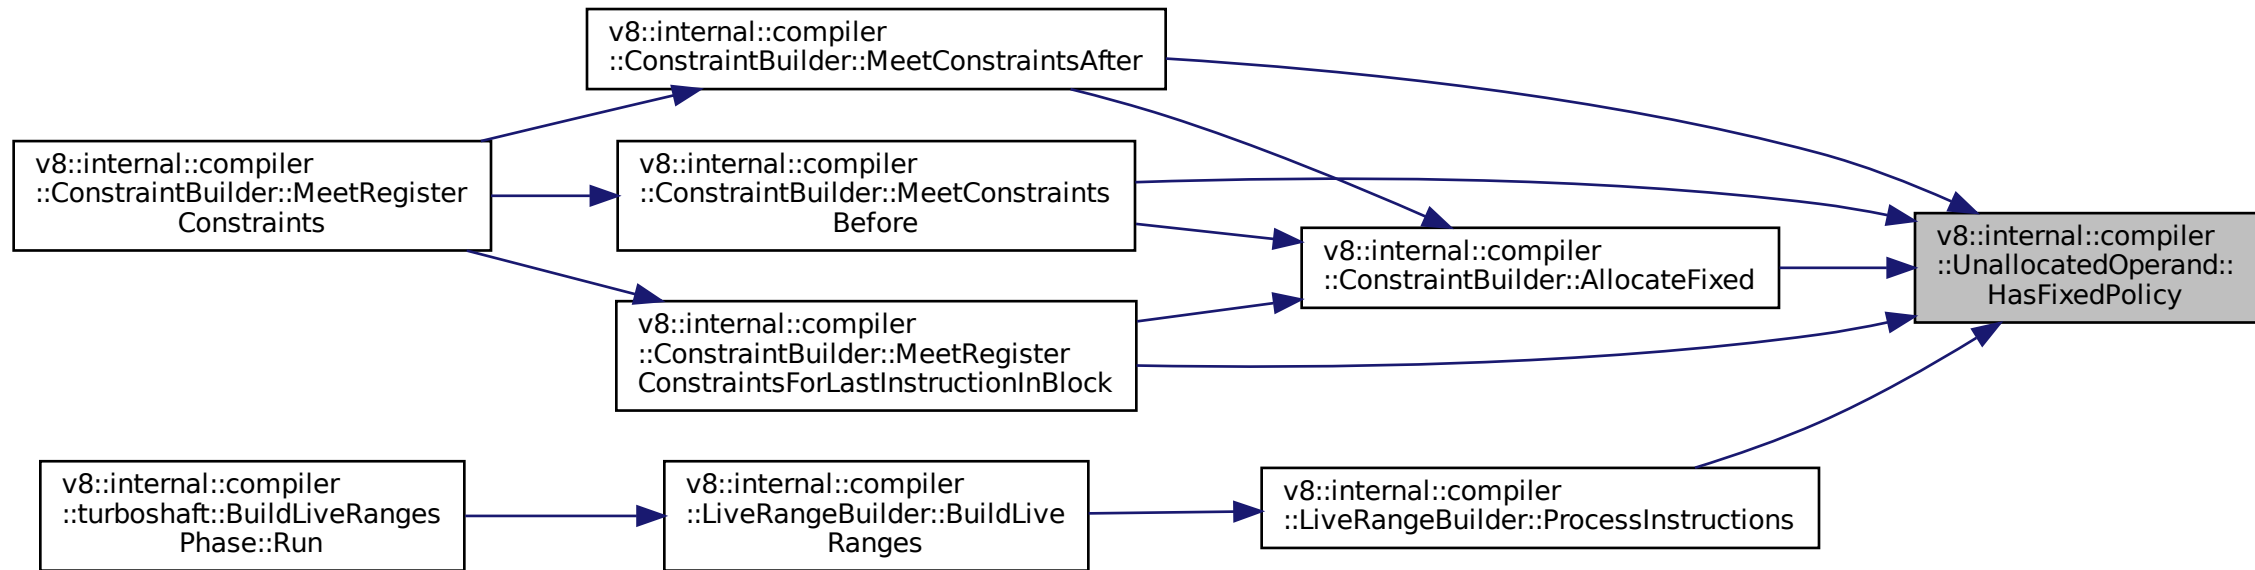 v8::internal::compiler
::ConstraintBuilder::MeetConstraintsAfter
v8::internal::compiler
::ConstraintBuilder::MeetRegister
Constraints
v8::internal::compiler
::ConstraintBuilder::MeetConstraints
Before
v8::internal::compiler
::UnallocatedOperand::
HasFixedPolicy
v8::internal::compiler
::ConstraintBuilder::AllocateFixed
v8::internal::compiler
::ConstraintBuilder::MeetRegister
ConstraintsForLastInstructionInBlock
v8::internal::compiler
::turboshaft::BuildLiveRanges
Phase::Run
v8::internal::compiler
::LiveRangeBuilder::BuildLive
Ranges
v8::internal::compiler
::LiveRangeBuilder::ProcessInstructions